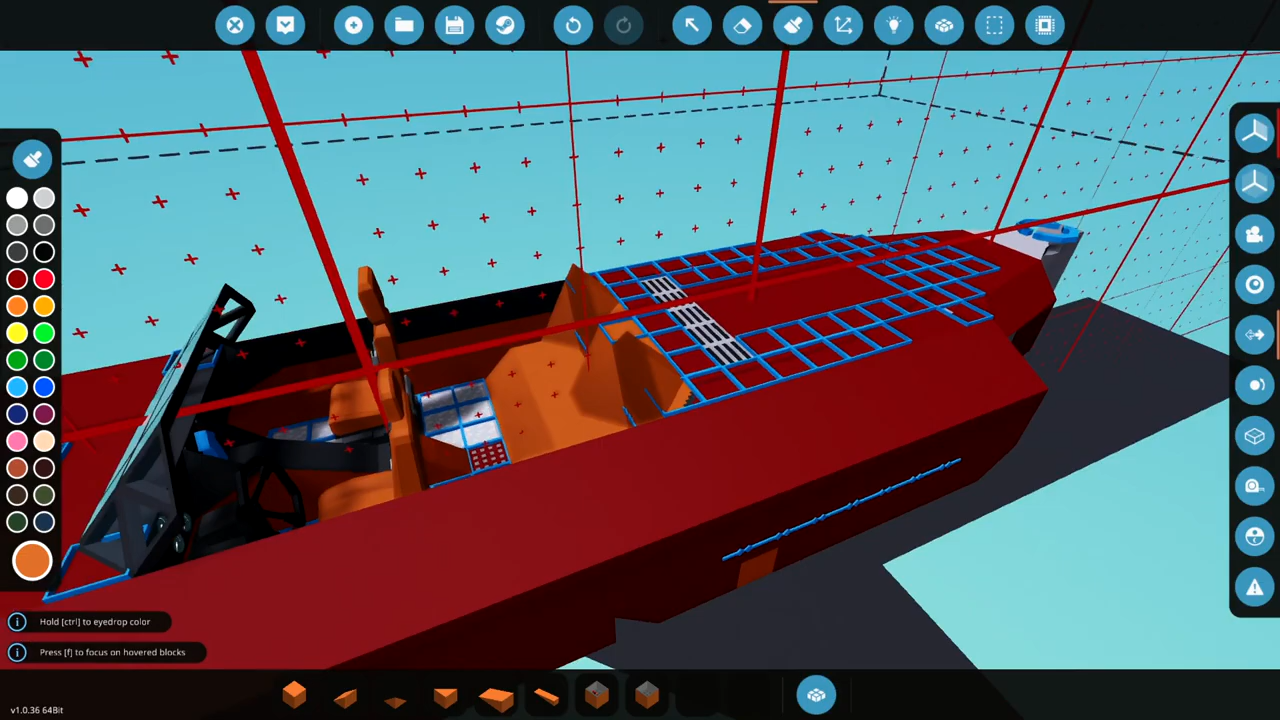 Hold [ctrl] to eyedrop color
Press [f] to focus on hovered blocks
v1.0.36 64Bit